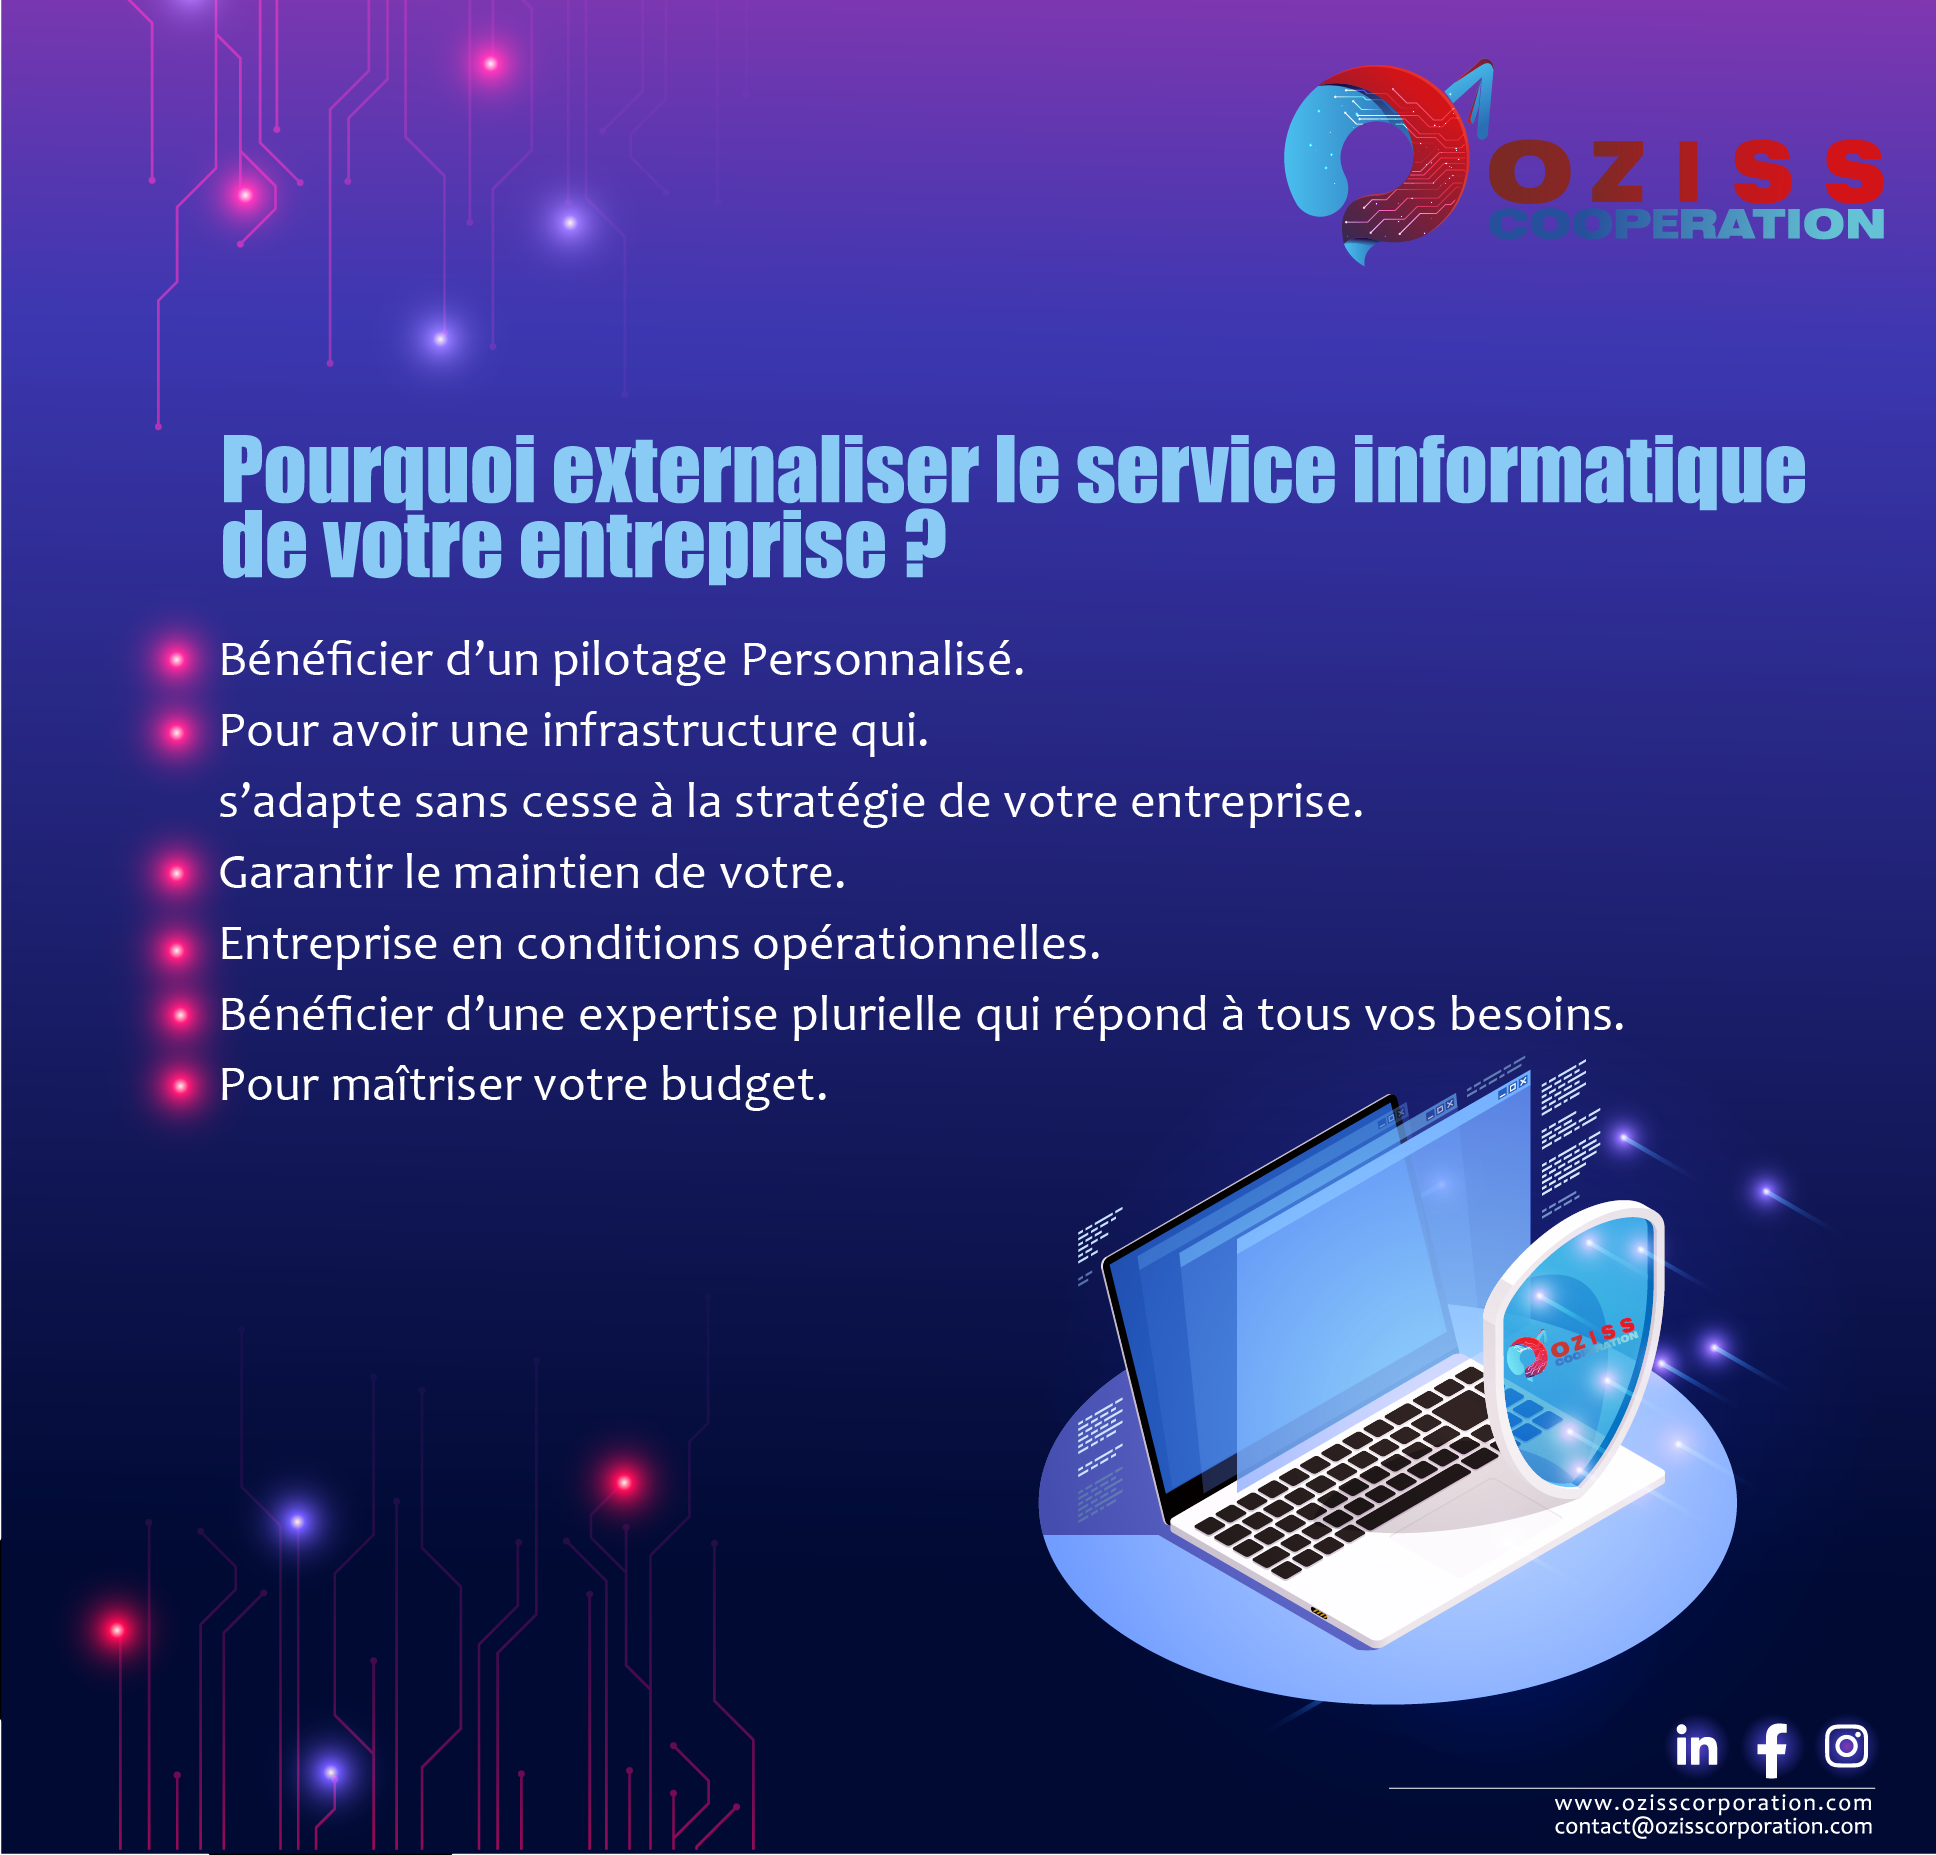 OZISS
COOPERATION
Pourquoi externaliser le service informatique
de votre entreprise ?
Bénéficier d’un pilotage Personnalisé.
Pour avoir une infrastructure qui.
s’adapte sans cesse à la stratégie de votre entreprise.
Garantir le maintien de votre.
Entreprise en conditions opérationnelles.
Bénéficier d’une expertise plurielle qui répond à tous vos besoins.
Pour maîtriser votre budget.
OZISS
COOPERATION
in f
www.ozisscorporation.com
contact@ozisscorporation.com